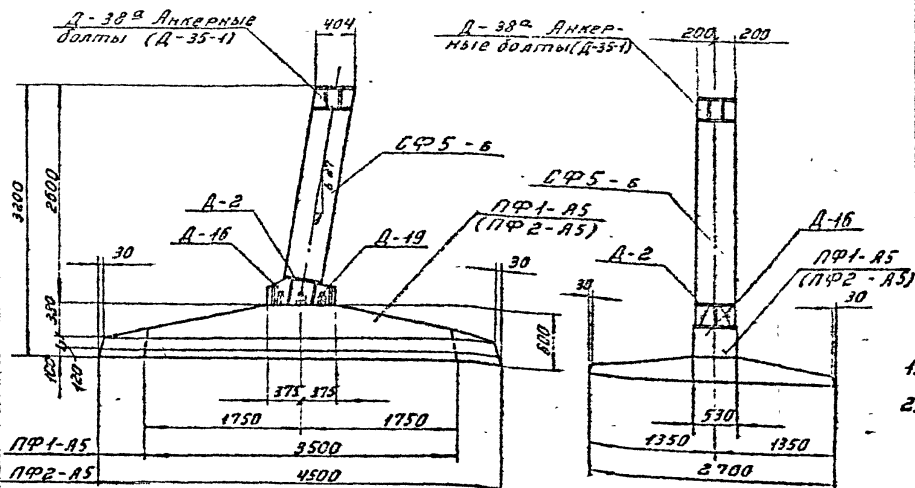 Д-38а Анкерные
болты (Д-35-1)
404
Д-38а Анкер-
ные болты (Д-35-1)
200
200
3200
2600
СФ5-6
СФ5-6
Д-2
Д-16
Д-19
ПФ1-А5
(ПФ2-А5)
Д-16
Д-2
ПФ1-А5
(ПФ2-А5)
30
30
30
30
600
100
120
375
375
1750
1750
3500
4500
ПФ1-А5
ПФ2-А5
530
1350
1350
2700
1.
2.